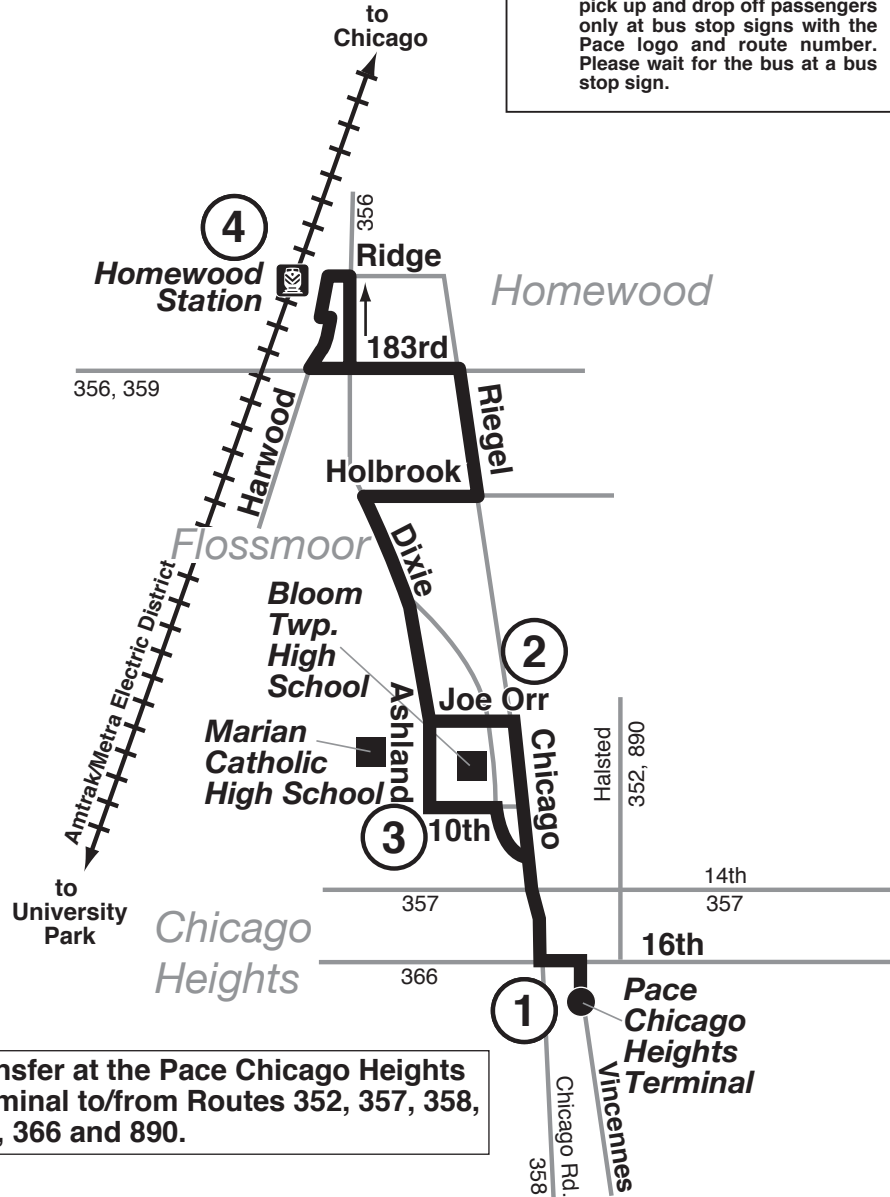 pick up and drop off passengers
only at bus stop signs with the
Pace logo and route number.
Please wait for the bus at a bus
stop sign.
to
Chicago
4
356
Ridge
Homewood
Station
Homewood
183rd
356, 359
Harwood
Riegel
Holbrook
Flossmoor
Dixie
Amtrak/Metra Electric District
Bloom
Twp.
High
School
2
Joe Orr
Ashland
Marian
Catholic
High School
Chicago
Halsted
352, 890
3
10th
to
University
Park
14th
357
357
Chicago
Heights
16th
366
1
Pace
Chicago
Heights
Terminal
nsfer at the Pace Chicago Heights
minal to/from Routes 352, 357, 358,
, 366 and 890.
Chicago Rd.
358
Vincennes